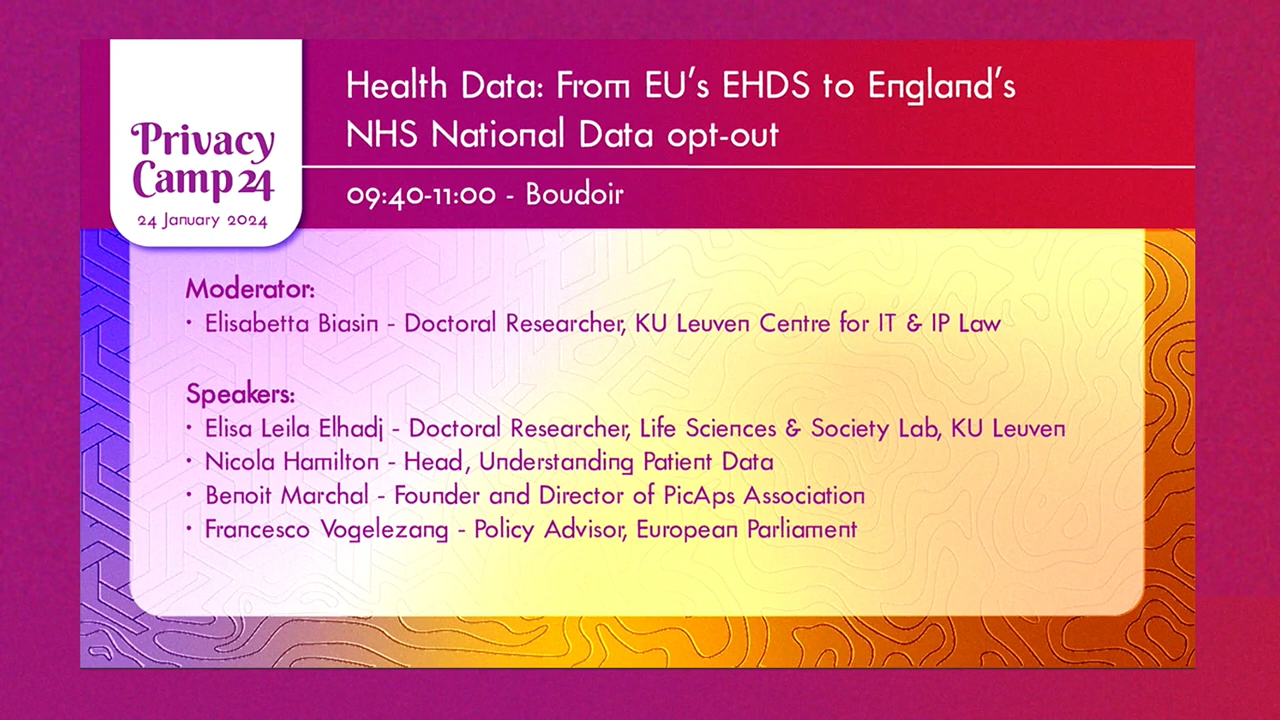 Privacy
Camp 24
24 January 2024
Health Data: From EU's EHDS to England's
NHS National Data opt-out
09:40-11:00 - Boudoir
Moderator:
• Elisabetta Biasin - Doctoral Researcher, KU Leuven Centre for IT & IP Law
Speakers:
• Elisa Leila Elhadj - Doctoral Researcher, Life Sciences & Society Lab, KU Leuven
• Nicola Hamilton - Head, Understanding Patient Data
• Benoit Marchal - Founder and Director of PicAps Association
• Francesco Vogelezang - Policy Advisor, European Parliament